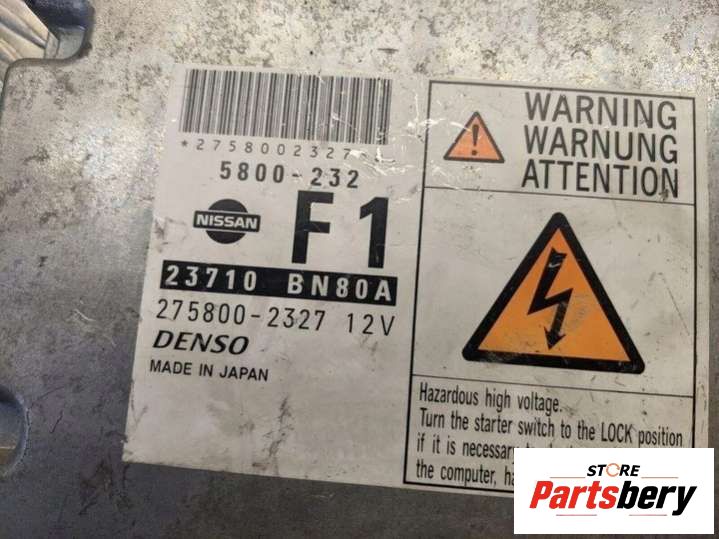 *2758002327
5800-232
NISSAN
F1
23710 BN80A
275800-2327 12V
DENSO
MADE IN JAPAN
WARNING
WARNUNG
ATTENTION
Hazardous high voltage.
Turn the starter switch to the LOCK position
if it is necessary
the computer,
STORE
Partsbery